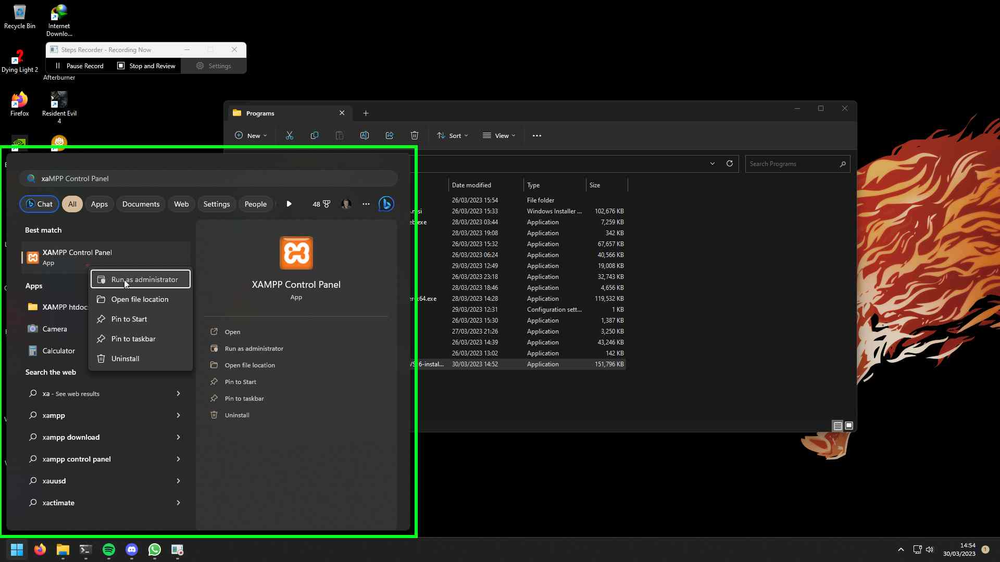 Recycle Bin
Internet
Downlo...
Steps Recorder - Recording Now
Pause Record
Stop and Review
Settings
Dying Light 2
Afterburner
Firefox
Resident Evil
4
Programs
New
Sort
View
Search Programs
Date modified
Type
Size
26/03/2023 15:54 File folder
.msi 26/03/2023 15:33 Windows Installer ... 102,676 KB
eb.exe 28/03/2023 03:44 Application 7,259 KB
28/03/2023 19:08 Application 342 KB
26/03/2023 15:32 Application 67,657 KB
26/03/2023 06:24 Application 40,566 KB
29/03/2023 12:49 Application 19,008 KB
26/03/2023 23:18 Application 32,743 KB
28/03/2023 18:46 Application 4,656 KB
er-x64.exe 28/03/2023 14:28 Application 119,532 KB
29/03/2023 12:31 Configuration sett... 1 KB
26/03/2023 15:30 Application 1,387 KB
27/03/2023 21:26 Application 3,250 KB
26/03/2023 14:39 Application 43,246 KB
26/03/2023 13:02 Application 142 KB
VS16-instal... 30/03/2023 14:52 Application 151,796 KB
xaMPP Control Panel
Chat
All
Apps
Documents
Web
Settings
People
48
Best match
XAMPP Control Panel
App
Run as administrator
Open file location
Pin to Start
Pin to taskbar
Uninstall
Apps
XAMPP htdoc
Camera
Calculator
Search the web
xa - See web results
xampp
xampp download
xampp control panel
xauusd
xactimate
XAMPP Control Panel
App
Open
Run as administrator
Open file location
Pin to Start
Pin to taskbar
Uninstall
14:54
30/03/2023
1